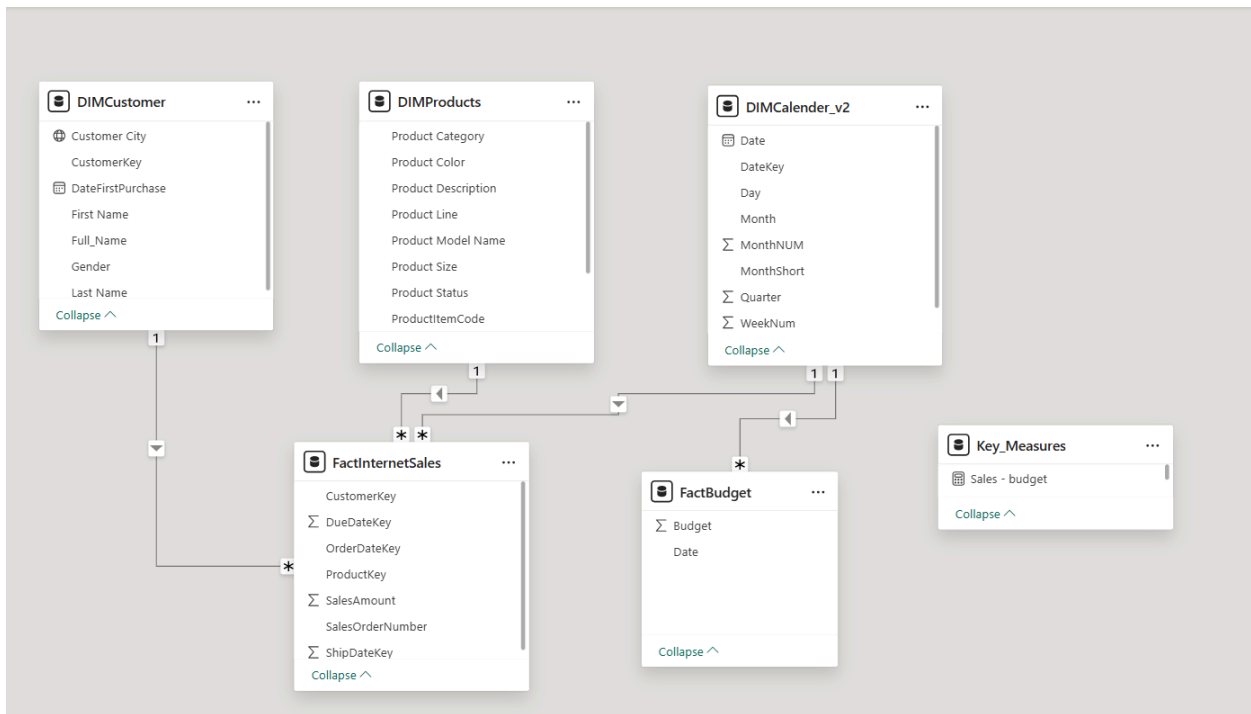 DIMCustomer
Customer City
CustomerKey
DateFirstPurchase
First Name
Full_Name
Gender
Last Name
Collapse
1
DIMProducts
Product Category
Product Color
Product Description
Product Line
Product Model Name
Product Size
Product Status
ProductItemCode
Collapse
1
DIMCalender_v2
Date
DateKey
Day
Month
∑ MonthNUM
MonthShort
∑ Quarter
∑ WeekNum
Collapse
1 1
* *
*
*
FactInternetSales
CustomerKey
∑ DueDateKey
OrderDateKey
ProductKey
∑ SalesAmount
SalesOrderNumber
∑ ShipDateKey
Collapse
FactBudget
∑ Budget
Date
Collapse
Key_Measures
Sales - budget
Collapse